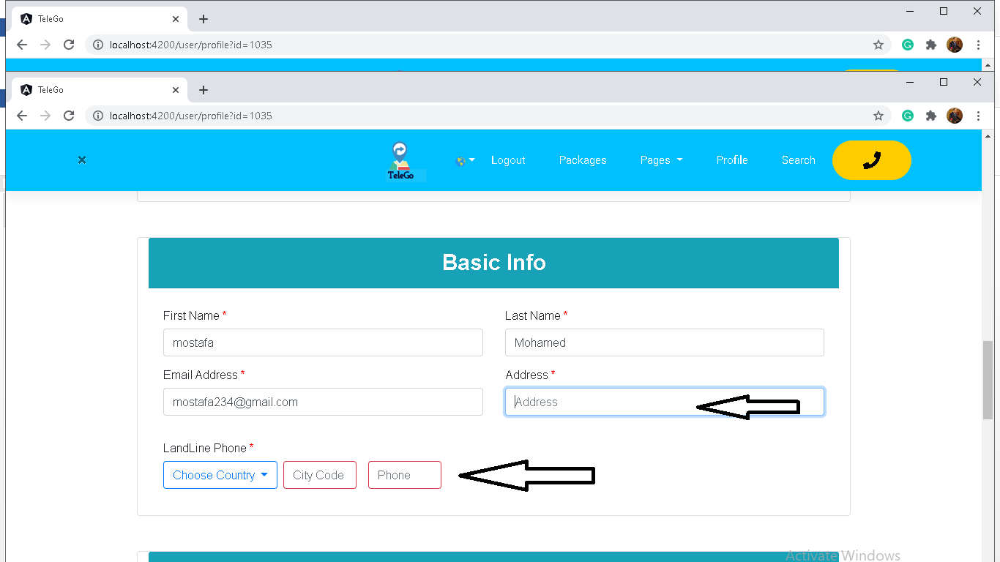 TeleGo
localhost:4200/user/profile?id=1035
TeleGo
localhost:4200/user/profile?id=1035
TeleGo
Logout
Packages
Pages
Profile
Search
Basic Info
First Name *
Last Name *
mostafa
Mohamed
Email Address *
Address *
mostafa234@gmail.com
Address
LandLine Phone *
Choose Country
City Code
Phone
Activate Windows